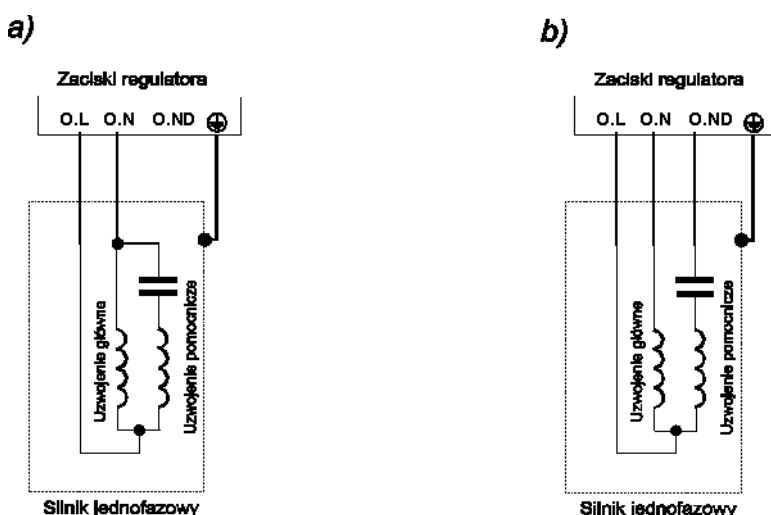 a)
Zaciski regulatora
O.L O.N O.ND
Uzwojenie główne
Uzwojenie pomocnicze
Silnik jednofazowy
b)
Zaciski regulatora
O.L O.N O.ND
Uzwojenie główne
Uzwojenie pomocnicze
Silnik jednofazowy